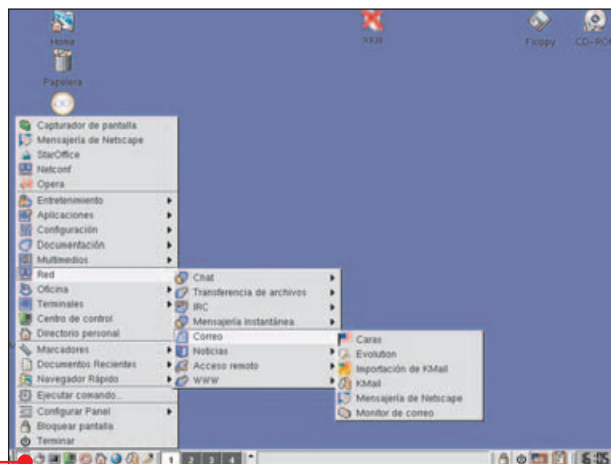 Home
Xkill
Floppy
CD-RO
Papelera
Capturador de pantalla
Mensajería de Netscape
StarOffice
Netconf
Opera
Entretenimiento
Aplicaciones
Configuración
Documentación
Multimedios
Red
Oficina
Terminales
Centro de control
Directorio personal
Marcadores
Documentos Recientes
Navegador Rápido
Ejecutar comando...
Configurar Panel
Bloquear pantalla
Terminar
Chat
Transferencia de archivos
IRC
Mensajería instantánea
Correo
Noticias
Acceso remoto
WWW
Caras
Evolution
Importación de KMail
KMail
Mensajería de Netscape
Monitor de correo
1 2 3 4
6:05